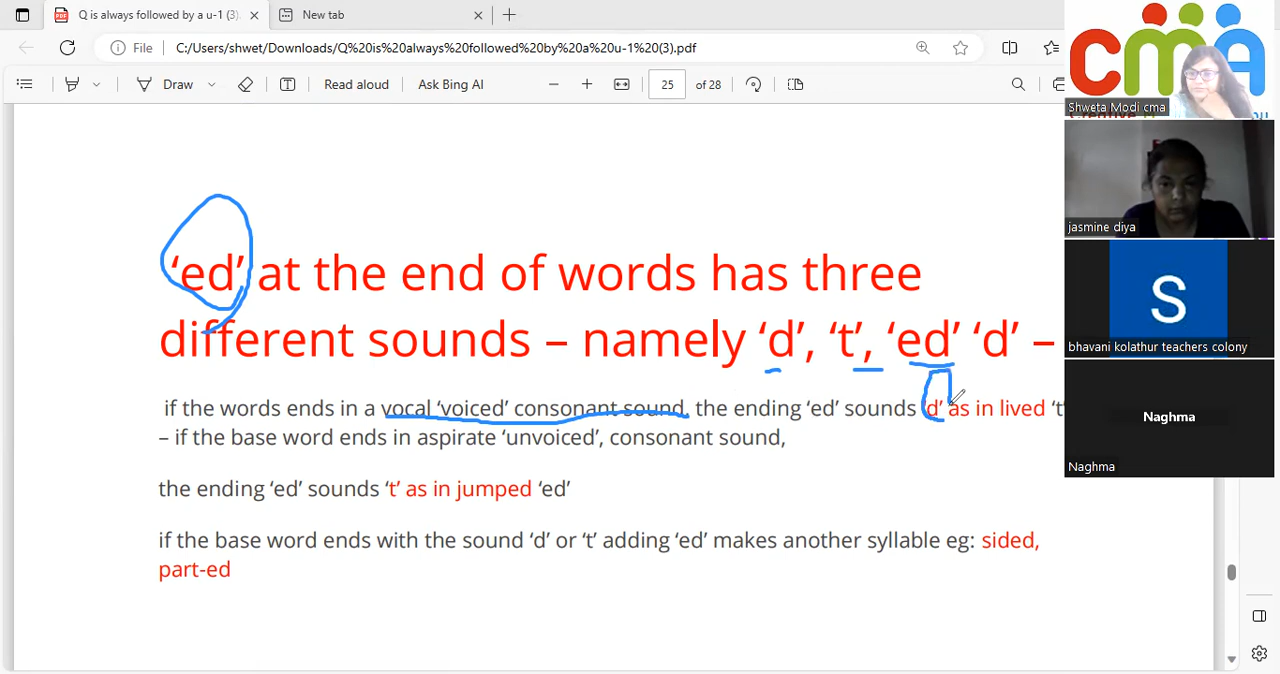 Q is always followed by a u-1 (3).
New tab
File
C:/Users/shwet/Downloads/Q%20is%20always%20followed%20by%20a%20u-1%20(3).pdf
Draw
Read aloud
Ask Bing AI
25
of 28
cma
Shweta Modi cma
jasmine diya
S
bhavani kolathur teachers colony
Naghma
Naghma
‘ed’ at the end of words has three
different sounds – namely ‘d’, ‘t’, ‘ed’ ‘d’ –
if the words ends in a vocal ‘voiced’ consonant sound, the ending ‘ed’ sounds ‘d’ as in lived ‘t’
– if the base word ends in aspirate ‘unvoiced’, consonant sound,
the ending ‘ed’ sounds ‘t’ as in jumped ‘ed’
if the base word ends with the sound ‘d’ or ‘t’ adding ‘ed’ makes another syllable eg: sided,
part-ed